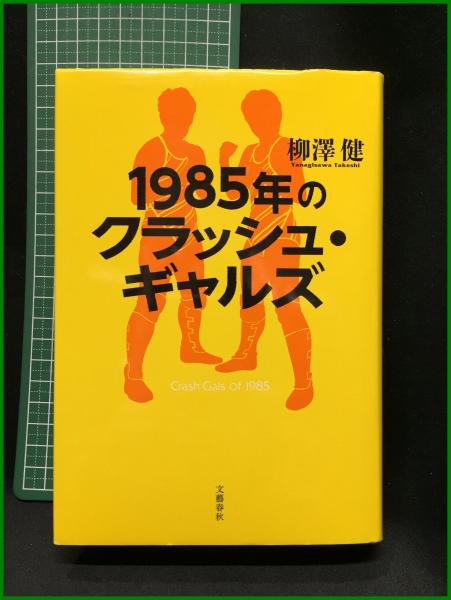 柳澤 健
Yanagisawa Takeshi
1985年の
クラッシュ・
ギャルズ
Crash Gals of 1985
文藝春秋